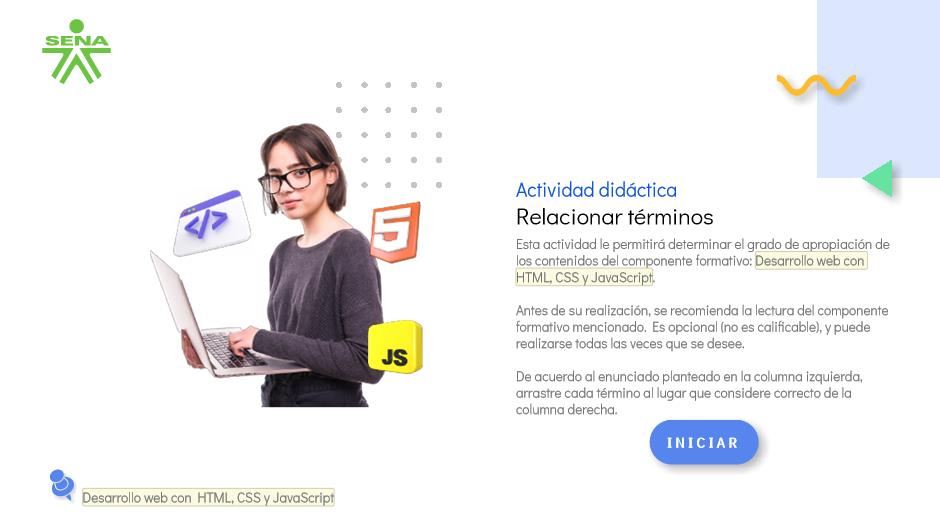 SENA
</>
5
JS
Actividad didáctica
Relacionar términos
Esta actividad le permitirá determinar el grado de apropiación de
los contenidos del componente formativo: Desarrollo web con
HTML, CSS y JavaScript.
Antes de su realización, se recomienda la lectura del componente
formativo mencionado. Es opcional (no es calificable), y puede
realizarse todas las veces que se desee.
De acuerdo al enunciado planteado en la columna izquierda,
arrastre cada término al lugar que considere correcto de la
columna derecha.
INICIAR
Desarrollo web con HTML, CSS y JavaScript